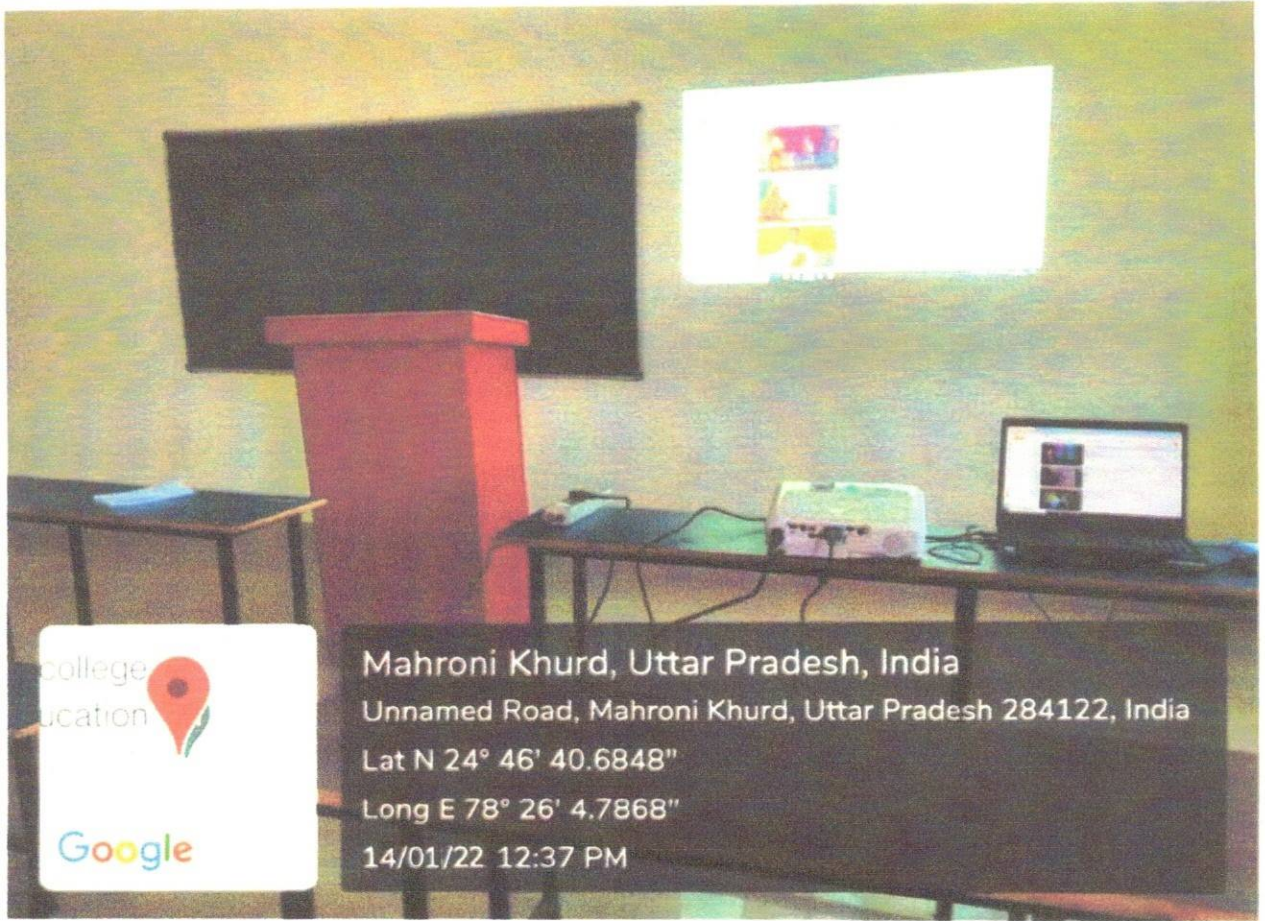 college
ucation
Google
Mahroni Khurd, Uttar Pradesh, India
Unnamed Road, Mahroni Khurd, Uttar Pradesh 284122, India
Lat N 24° 46' 40.6848"
Long E 78° 26' 4.7868"
14/01/22 12:37 PM